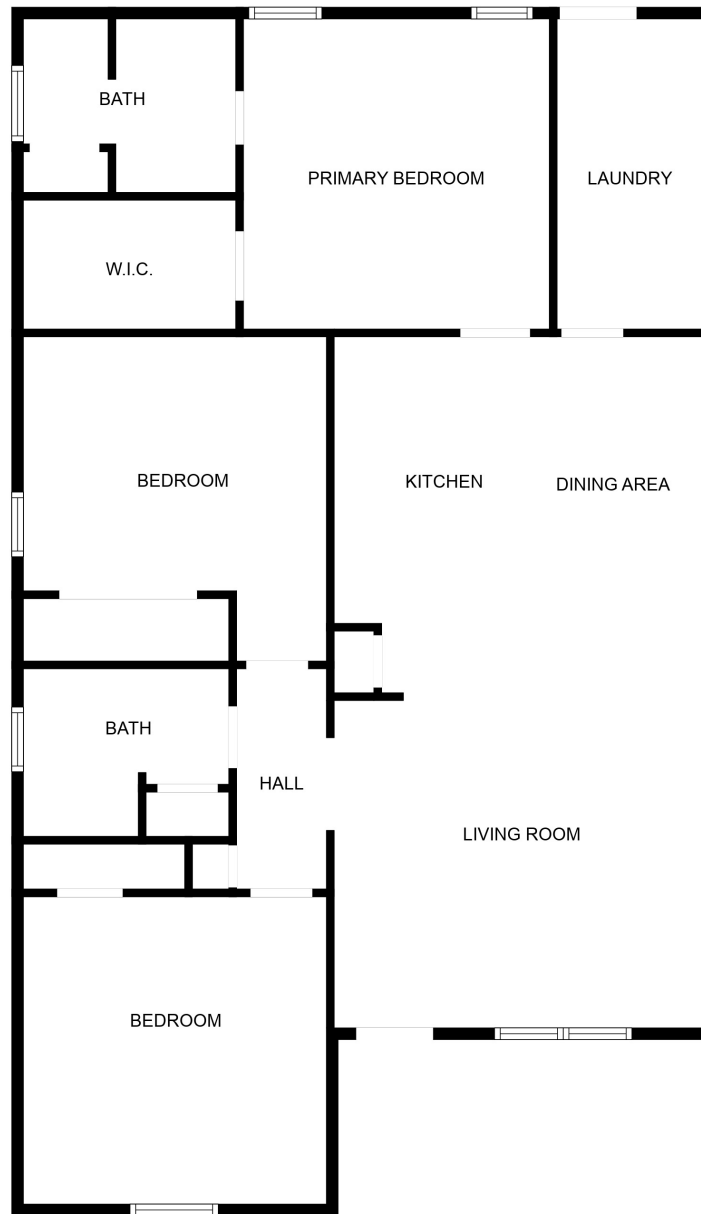 BATH
PRIMARY BEDROOM
LAUNDRY
W.I.C.
BEDROOM
KITCHEN
DINING AREA
BATH
HALL
LIVING ROOM
BEDROOM